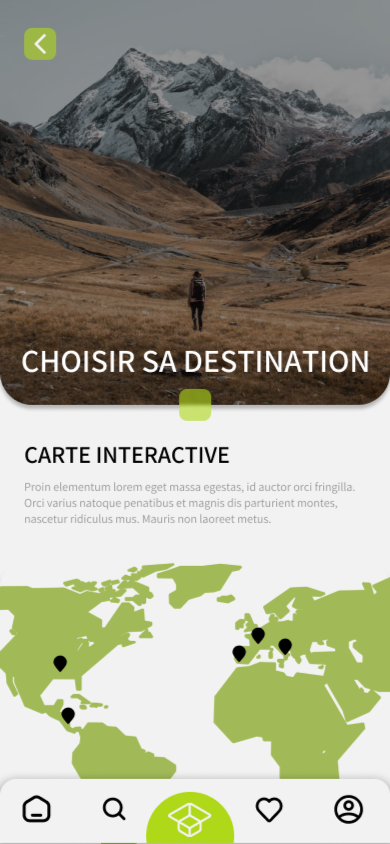 CHOISIR SA DESTINATION
CARTE INTERACTIVE
Proin elementum lorem eget massa egestas, id auctor orci fringilla.
Orci varius natoque penatibus et magnis dis parturient montes,
nascetur ridiculus mus. Mauris non laoreet metus.